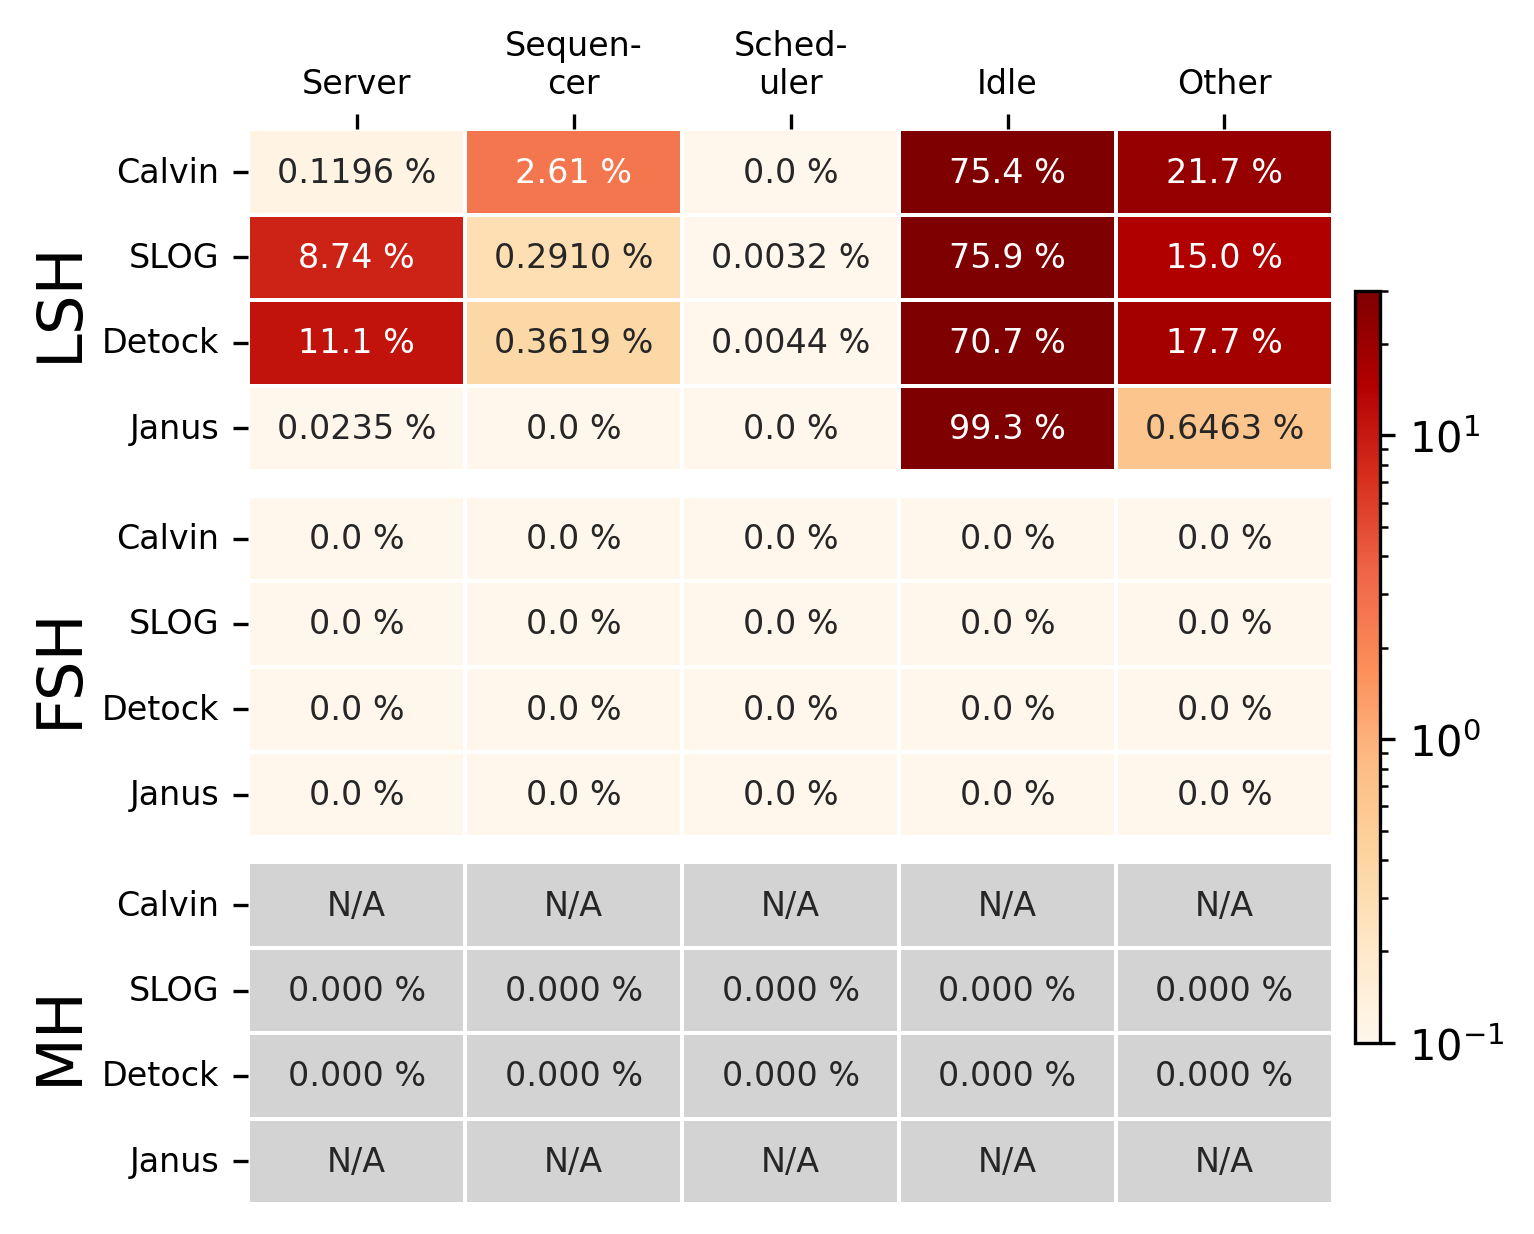 Server Sequen- Sched- Idle Other
cer uler
LSH
Calvin 0.1196 % 2.61 % 0.0 % 75.4 % 21.7 %
SLOG 8.74 % 0.2910 % 0.0032 % 75.9 % 15.0 %
Detock 11.1 % 0.3619 % 0.0044 % 70.7 % 17.7 %
Janus 0.0235 % 0.0 % 0.0 % 99.3 % 0.6463 %
FSH
Calvin 0.0 % 0.0 % 0.0 % 0.0 % 0.0 %
SLOG 0.0 % 0.0 % 0.0 % 0.0 % 0.0 %
Detock 0.0 % 0.0 % 0.0 % 0.0 % 0.0 %
Janus 0.0 % 0.0 % 0.0 % 0.0 % 0.0 %
MH
Calvin N/A N/A N/A N/A N/A
SLOG 0.000 % 0.000 % 0.000 % 0.000 % 0.000 %
Detock 0.000 % 0.000 % 0.000 % 0.000 % 0.000 %
Janus N/A N/A N/A N/A N/A
10¹
10⁰
10⁻¹